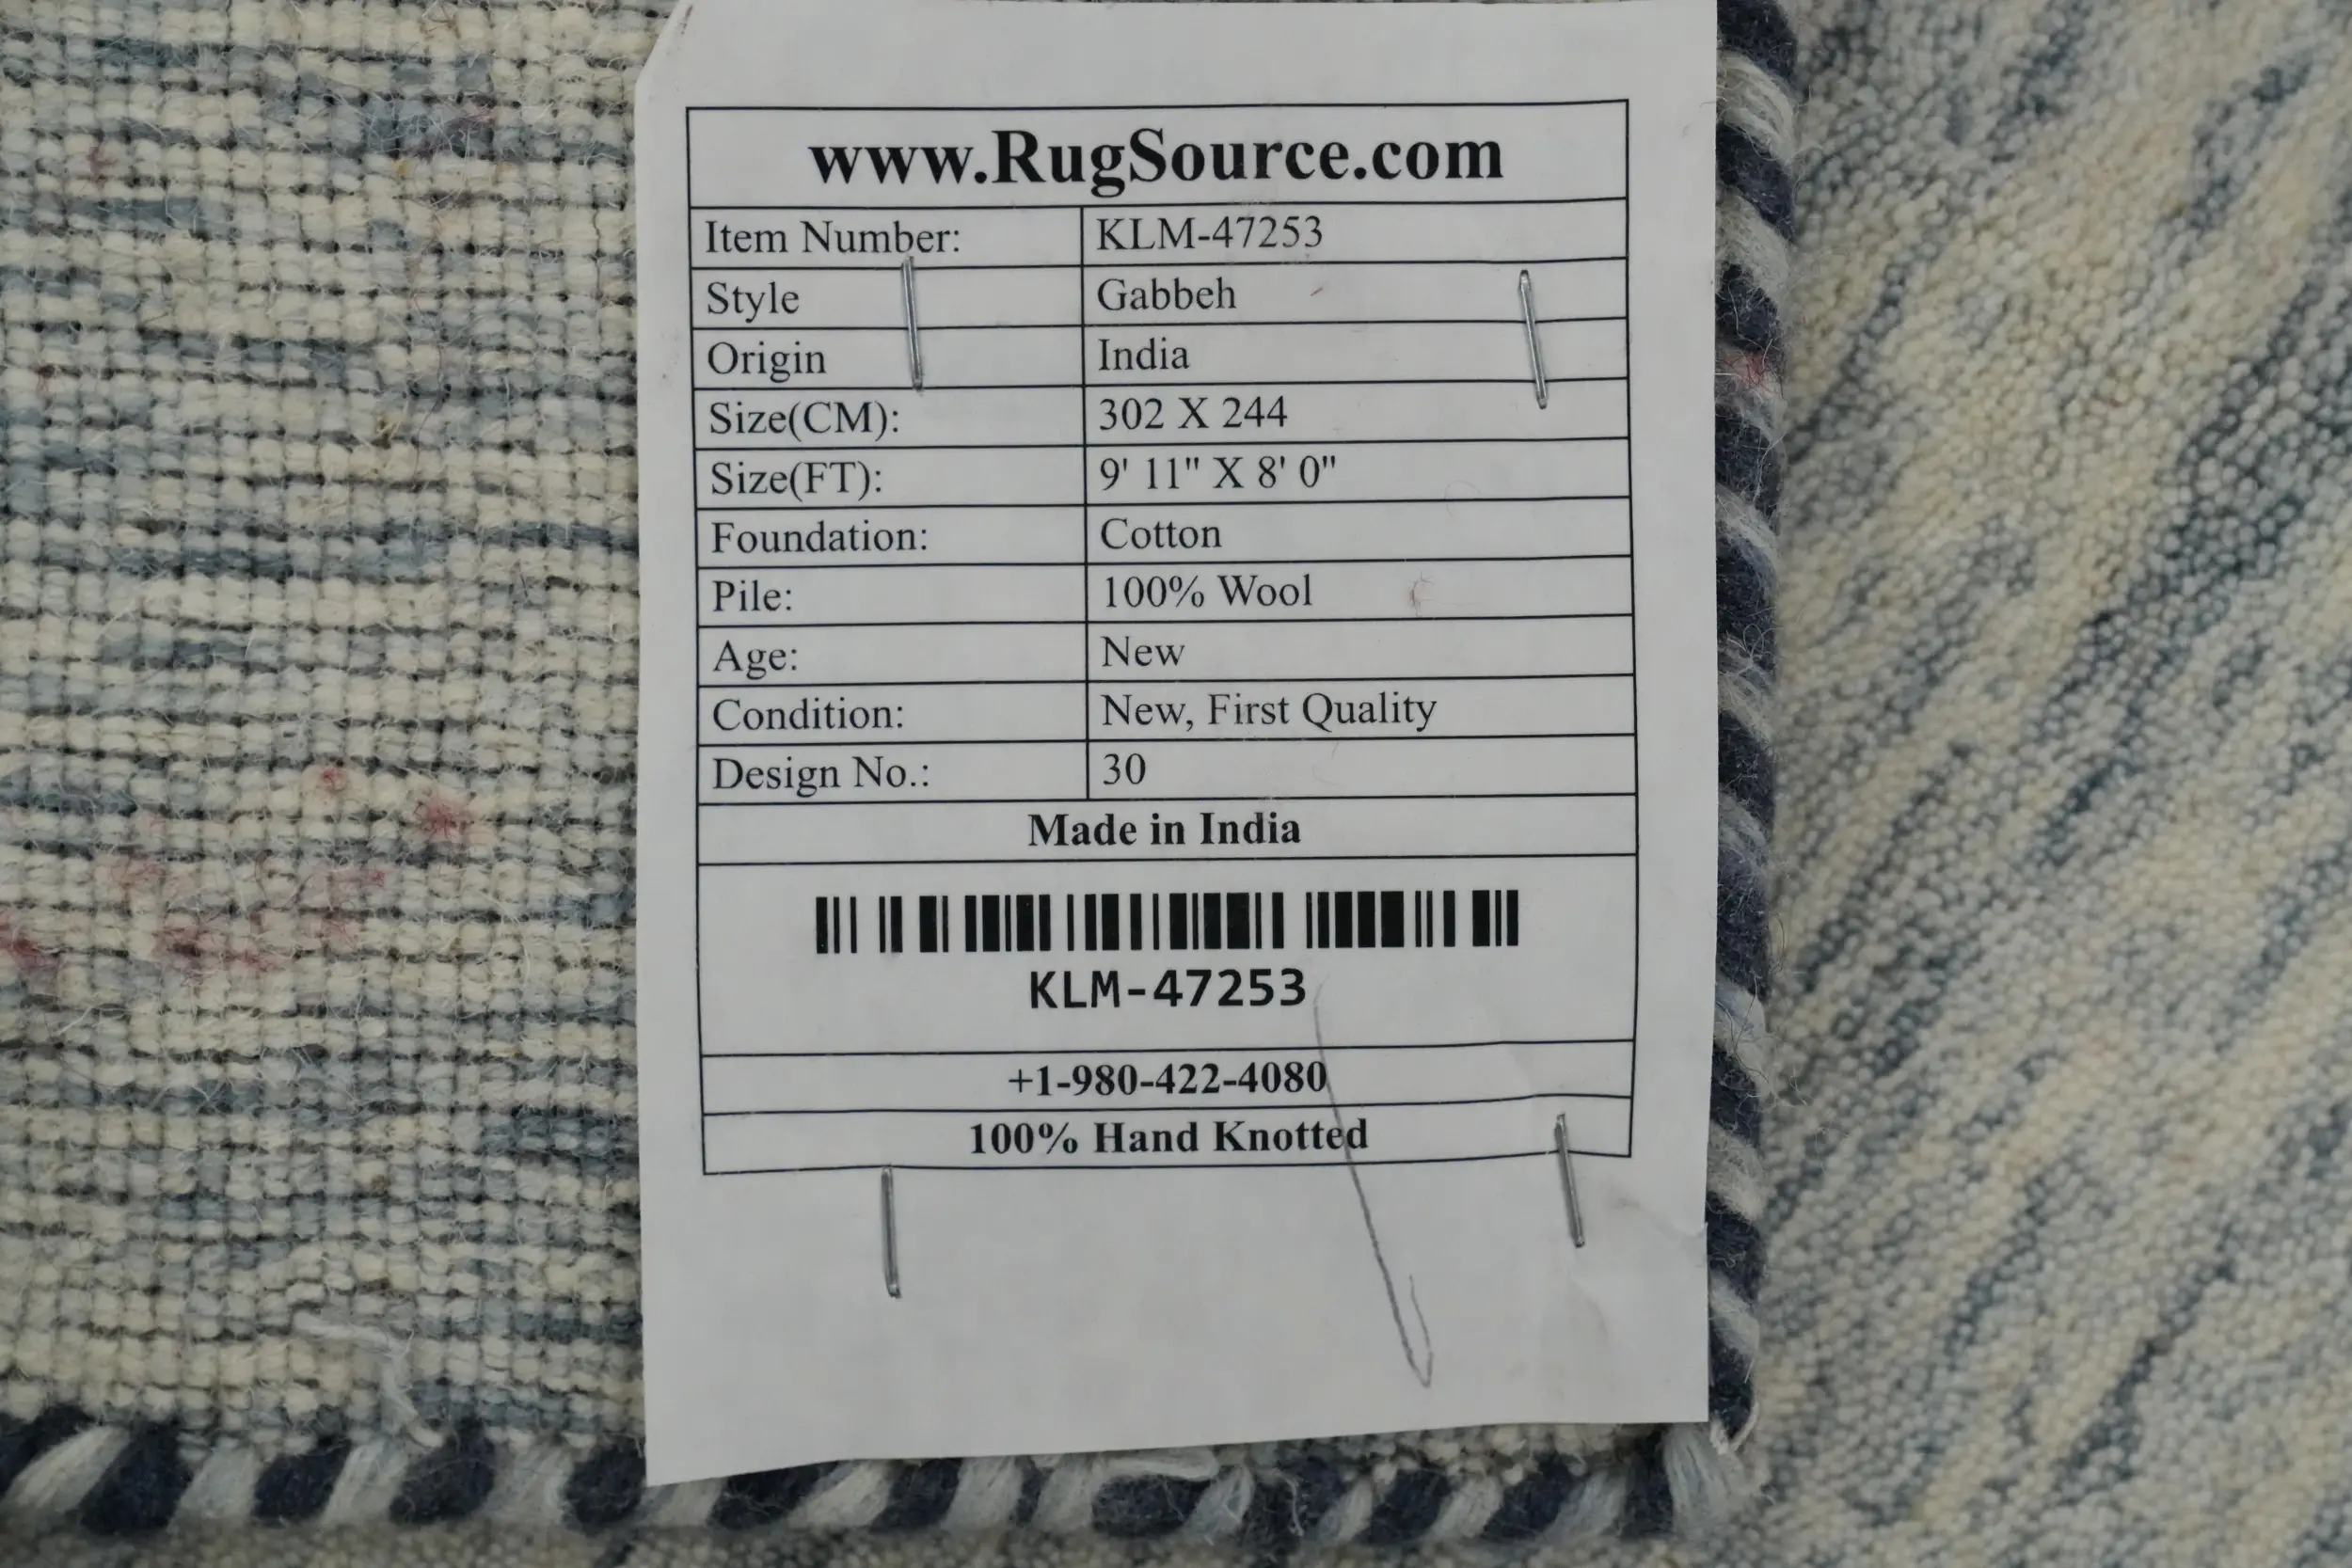 www.RugSource.com
Item Number: KLM-47253
Style Gabbeh
Origin India
Size(CM): 302 X 244
Size(FT): 9' 11" X 8' 0"
Foundation: Cotton
Pile: 100% Wool
Age: New
Condition: New, First Quality
Design No.: 30
Made in India
KLM-47253
+1-980-422-4080
100% Hand Knotted